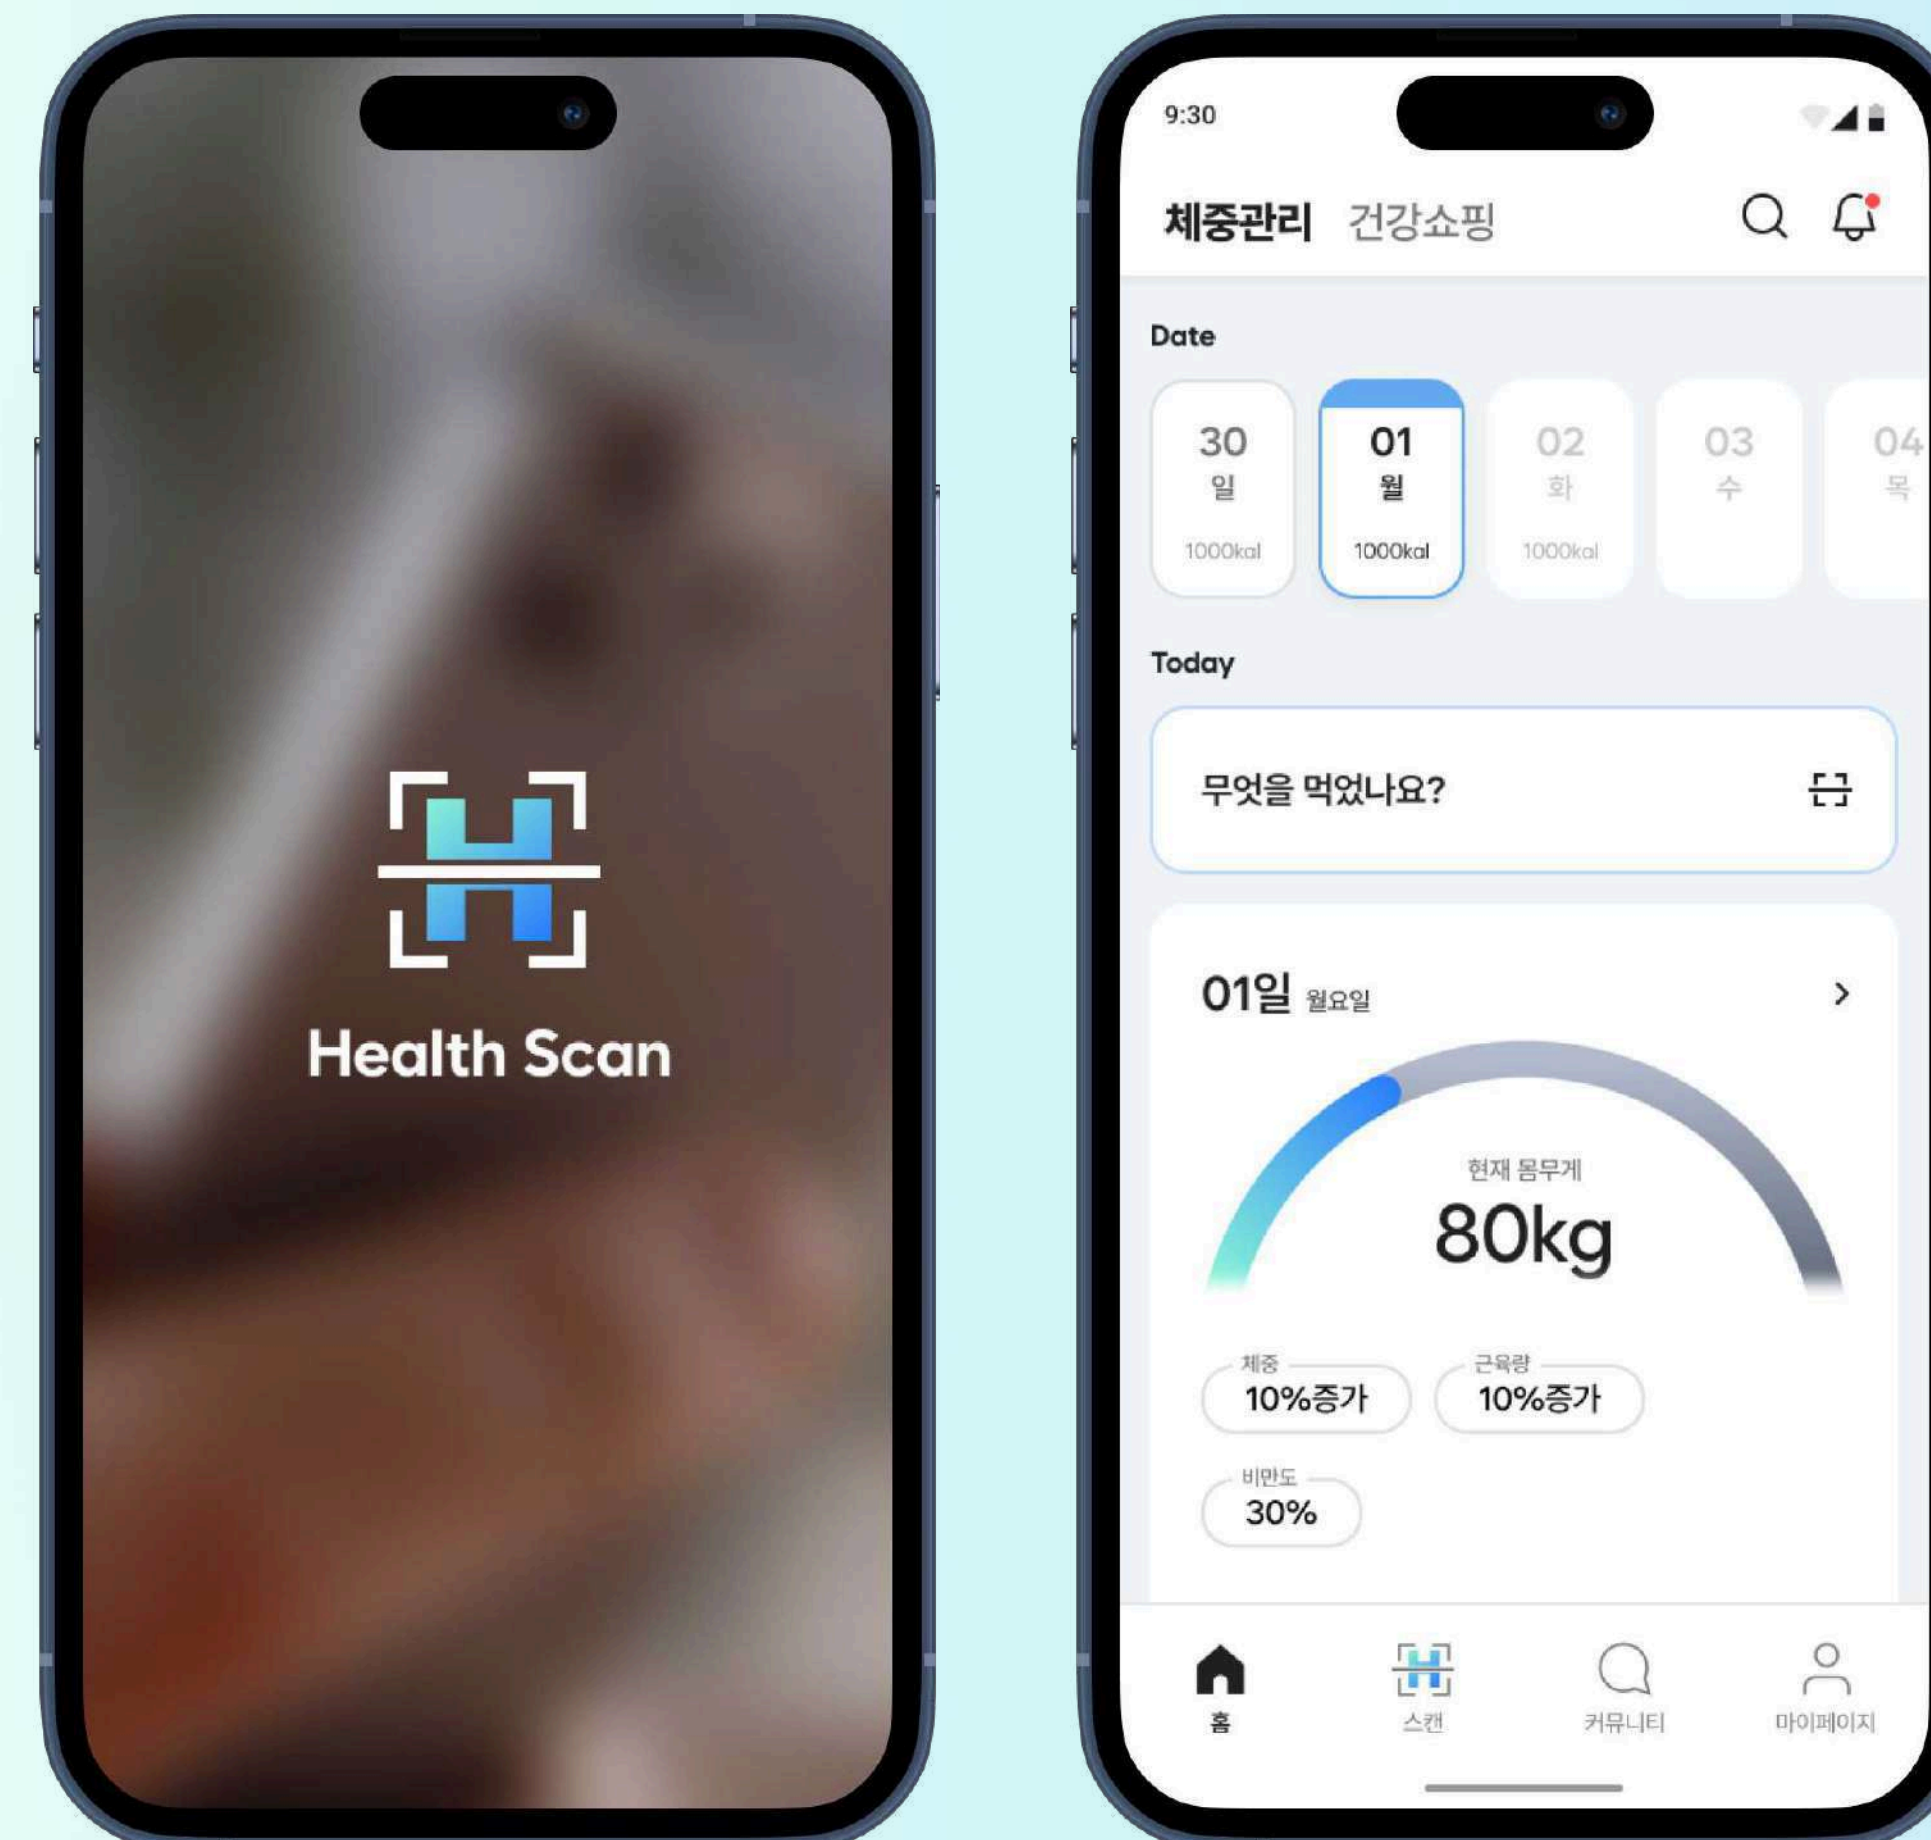 Health Scan
9:30
체중관리 건강쇼핑
Date
30 01 02 03 04
일 월 화 수 목
1000kal 1000kal 1000kal
Today
무엇을 먹었나요?
01일 월요일
현재 몸무게
80kg
체중 근육량
10%증가 10%증가
비만도
30%
홈 스캔 커뮤니티 마이페이지